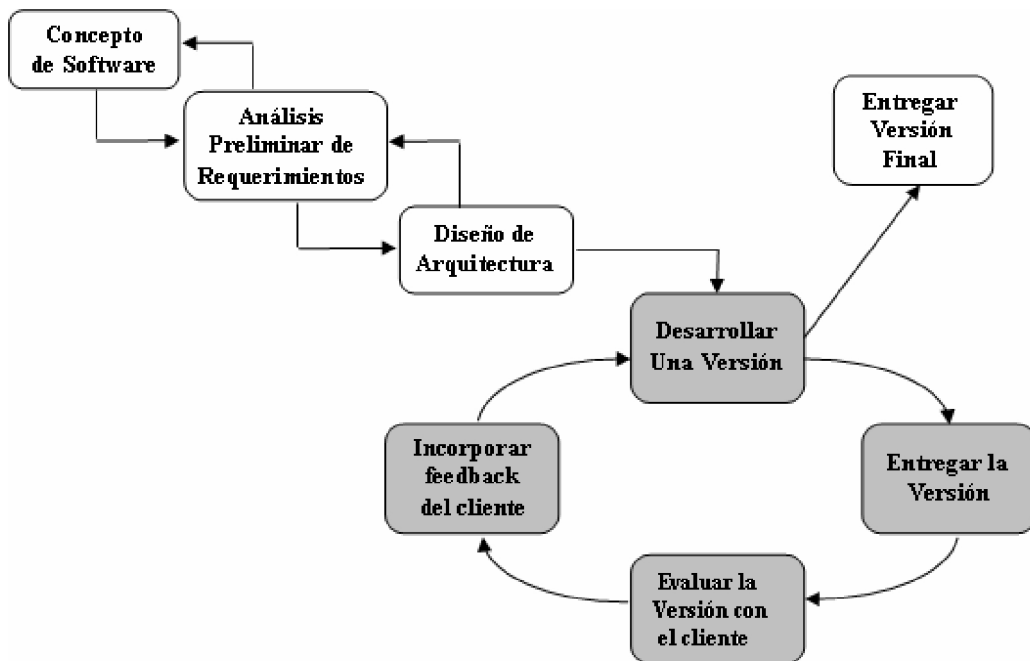 Concepto
de Software
Análisis
Preliminar de
Requerimientos
Diseño de
Arquitectura
Entregar
Versión
Final
Desarrollar
Una Versión
Entregar la
Versión
Evaluar la
Versión con
el cliente
Incorporar
feedback
del cliente